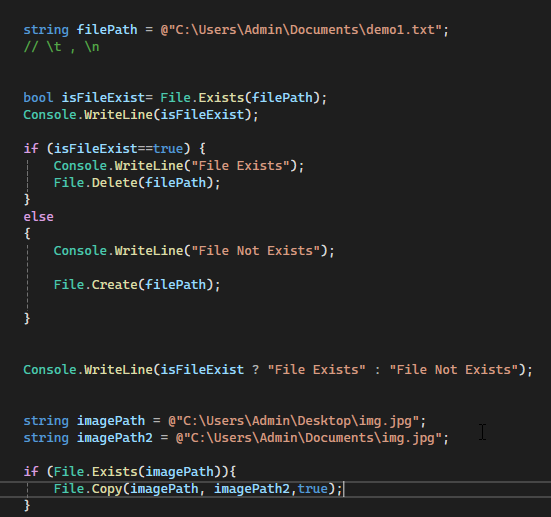 string filePath = @"C:\Users\Admin\Documents\demo1.txt";
// \t , \n
bool isFileExist= File.Exists(filePath);
Console.WriteLine(isFileExist);
if (isFileExist==true) {
Console.WriteLine("File Exists");
File.Delete(filePath);
}
else
{
Console.WriteLine("File Not Exists");
File.Create(filePath);
}
Console.WriteLine(isFileExist ? "File Exists" : "File Not Exists");
string imagePath = @"C:\Users\Admin\Desktop\img.jpg";
string imagePath2 = @"C:\Users\Admin\Documents\img.jpg";
if (File.Exists(imagePath)){
File.Copy(imagePath, imagePath2,true);
}